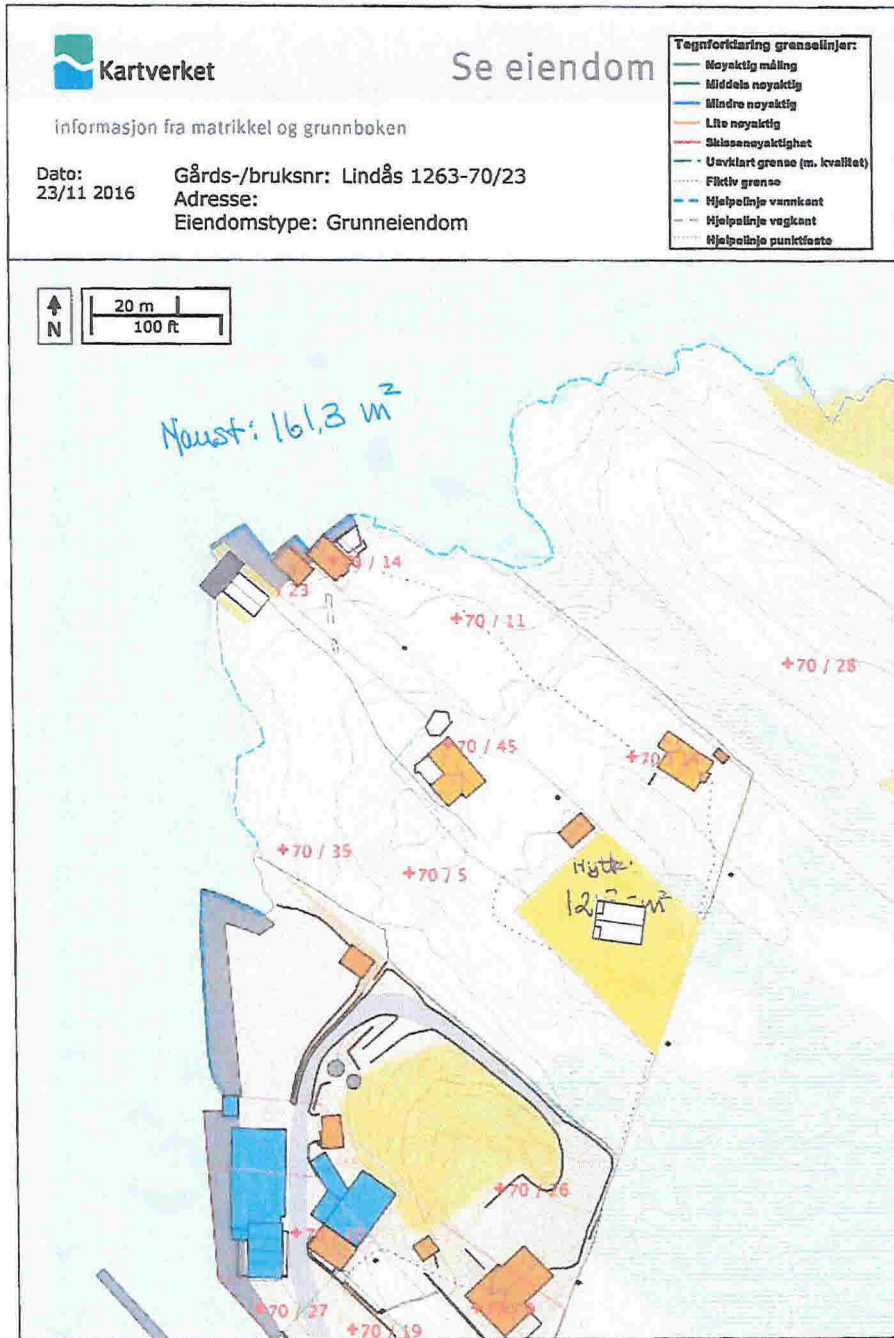 Kartverket
Se eiendom
informasjon fra matrikkel og grunnboken
Dato:
23/11 2016
Gårds-/bruksnr: Lindås 1263-70/23
Adresse:
Eiendomstype: Grunneiendom
Tegnforklaring grenselinjer:
Nøyaktig måling
Middels nøyaktig
Mindre nøyaktig
Lite nøyaktig
Skissenøyaktighet
Uavklart grense (m. kvalitet)
Fiktiv grense
Hjelpelinje vannkant
Hjelpelinje vegkant
Hjelpelinje punktfeste
N
20 m
100 ft
Naust: 161,3 m²
/ 14
23
+70 / 11
+70 / 28
+70 / 45
+70
+70 / 35
+70 / 5
Hytte:
m²
+70 / 26
+70 / 27
+70 / 19